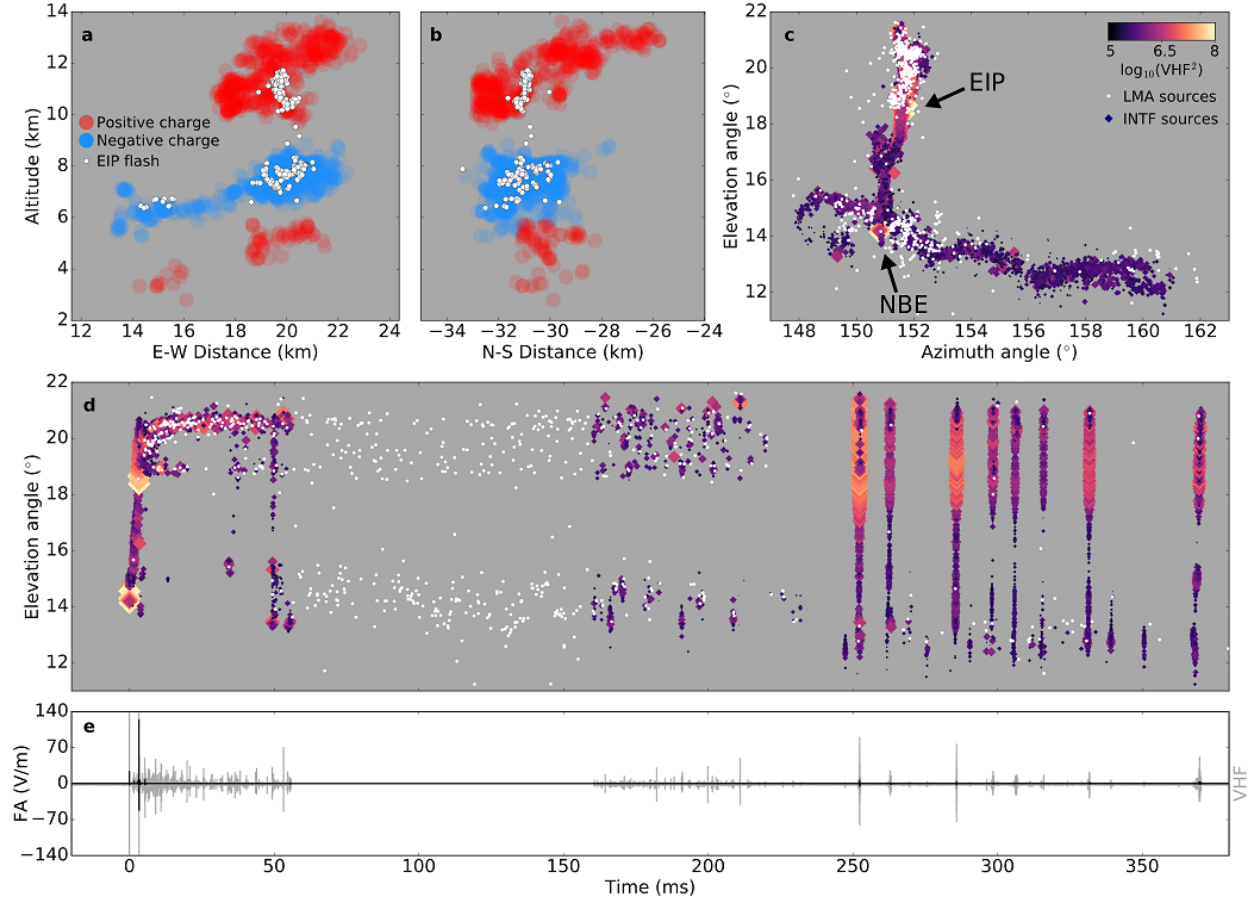 a
14
12
10
8
6
4
2
Altitude (km)
Positive charge
Negative charge
EIP flash
12 14 16 18 20 22 24
E-W Distance (km)
b
−34 −32 −30 −28 −26 −24
N-S Distance (km)
c
22
20
18
16
14
12
Elevation angle (°)
5 6.5 8
log₁₀(VHF²)
LMA sources
INTF sources
EIP
NBE
148 150 152 154 156 158 160 162
Azimuth angle (°)
d
22
20
18
16
14
12
Elevation angle (°)
e
140
70
0
−70
−140
FA (V/m)
VHF
0 50 100 150 200 250 300 350
Time (ms)